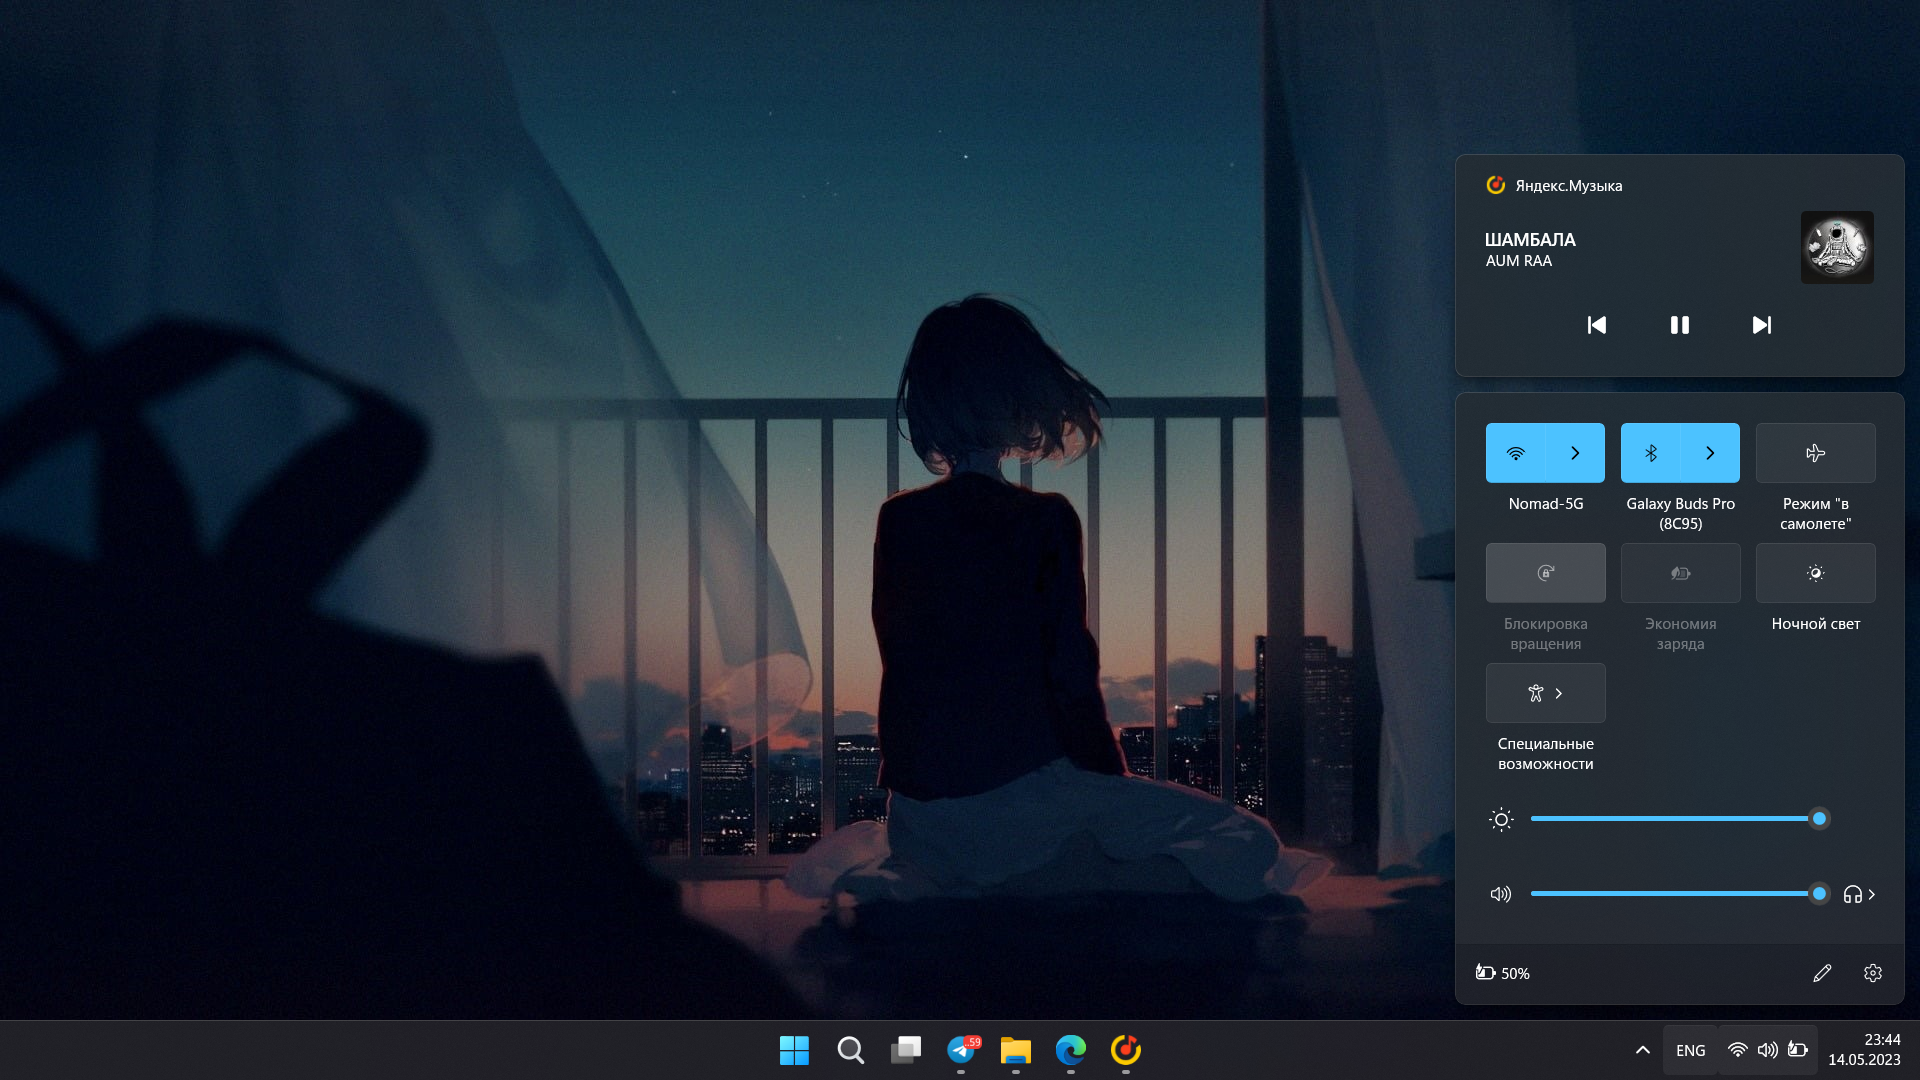 Яндекс.Музыка
ШАМБАЛА
AUM RAA
Nomad-5G
Galaxy Buds Pro
(8C95)
Режим "в
самолете"
Блокировка
вращения
Экономия
заряда
Ночной свет
Специальные
возможности
50%
..59
ENG
23:44
14.05.2023